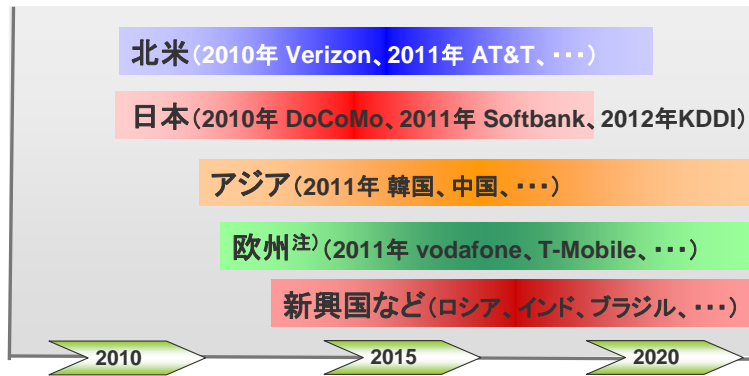 北米(2010年 Verizon、2011年 AT&T、・・・)
日本(2010年 DoCoMo、2011年 Softbank、2012年KDDI)
アジア(2011年 韓国、中国、・・・)
欧州注)(2011年 vodafone、T-Mobile、・・・)
新興国など(ロシア、インド、ブラジル、・・・)
2010 2015 2020